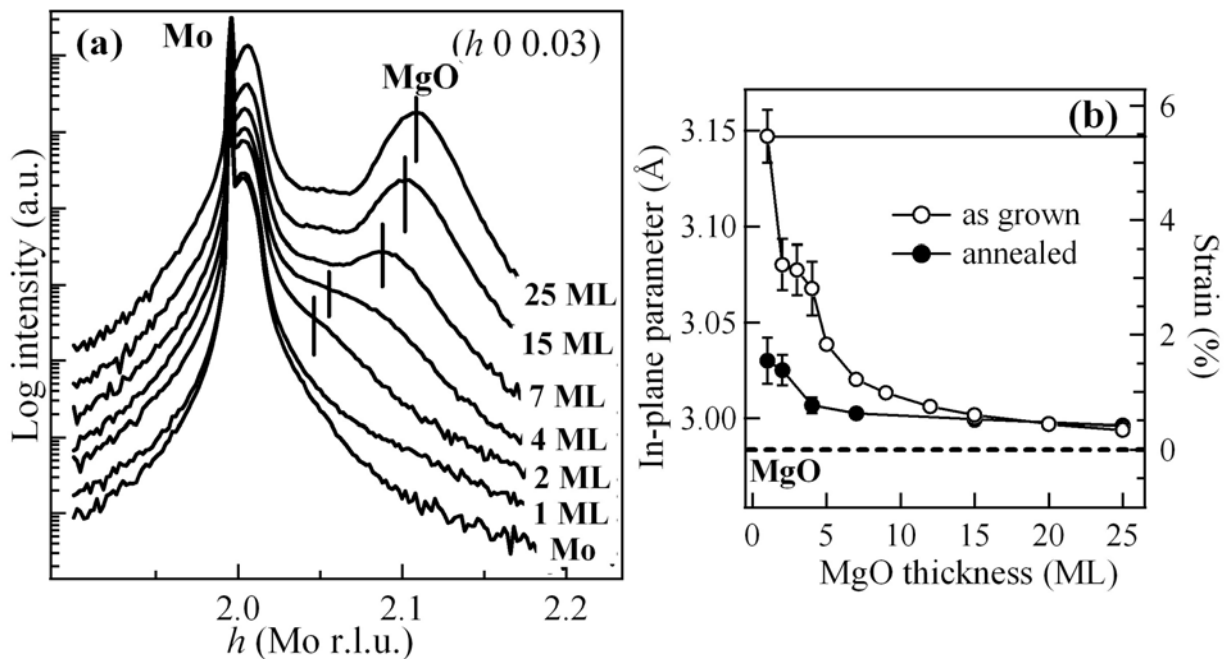 (a)
Mo
(h 0 0.03)
MgO
25 ML
15 ML
7 ML
4 ML
2 ML
1 ML
Mo
Log intensity (a.u.)
2.0
2.1
2.2
h (Mo r.l.u.)
(b)
3.15
3.10
3.05
3.00
In-plane parameter (Å)
as grown
annealed
MgO
6
4
2
0
Strain (%)
0
5
10
15
20
25
MgO thickness (ML)